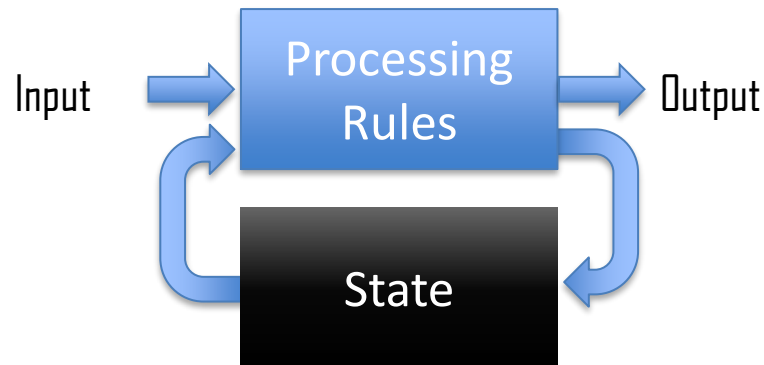 Input
Processing
Rules
Output
State